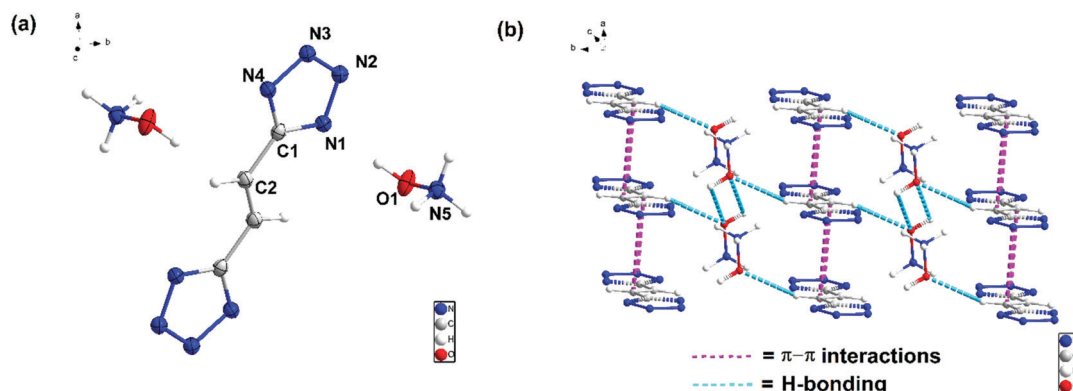 (a)
a
b
c
N3
N4
N2
N1
C1
C2
O1
N5
N
C
H
O
(b)
a
c
b
= π–π interactions
= H-bonding